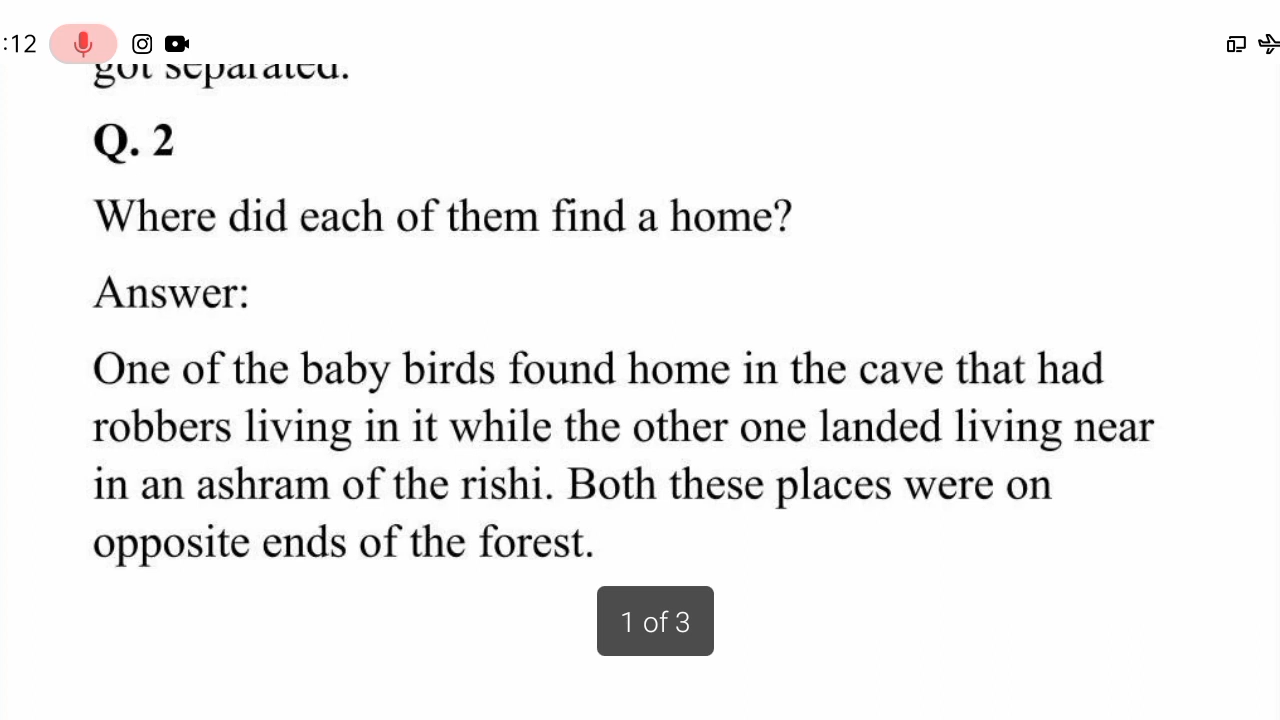 :12
got separated.
Q. 2
Where did each of them find a home?
Answer:
One of the baby birds found home in the cave that had
robbers living in it while the other one landed living near
in an ashram of the rishi. Both these places were on
opposite ends of the forest.
1 of 3